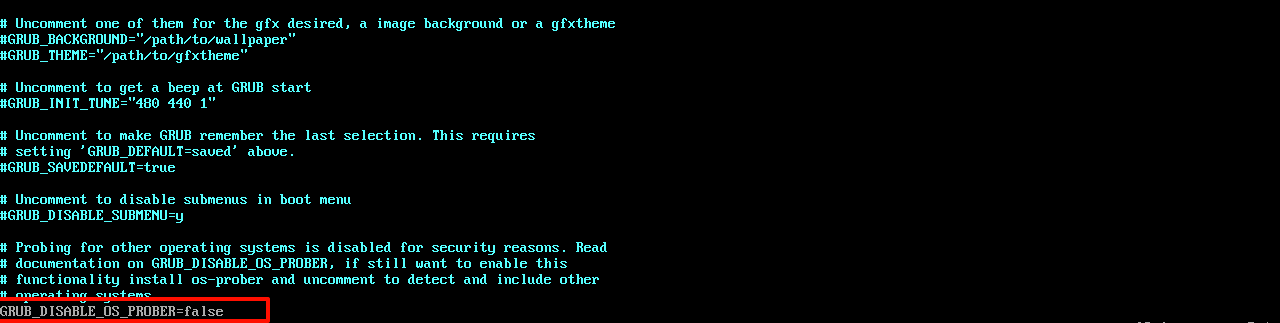 # Uncomment one of them for the gfx desired, a image background or a gfxtheme
#GRUB_BACKGROUND="/path/to/wallpaper"
#GRUB_THEME="/path/to/gfxtheme"
# Uncomment to get a beep at GRUB start
#GRUB_INIT_TUNE="480 440 1"
# Uncomment to make GRUB remember the last selection. This requires
# setting 'GRUB_DEFAULT=saved' above.
#GRUB_SAVEDEFAULT=true
# Uncomment to disable submenus in boot menu
#GRUB_DISABLE_SUBMENU=y
# Probing for other operating systems is disabled for security reasons. Read
# documentation on GRUB_DISABLE_OS_PROBER, if still want to enable this
# functionality install os-prober and uncomment to detect and include other
# operating systems
GRUB_DISABLE_OS_PROBER=false